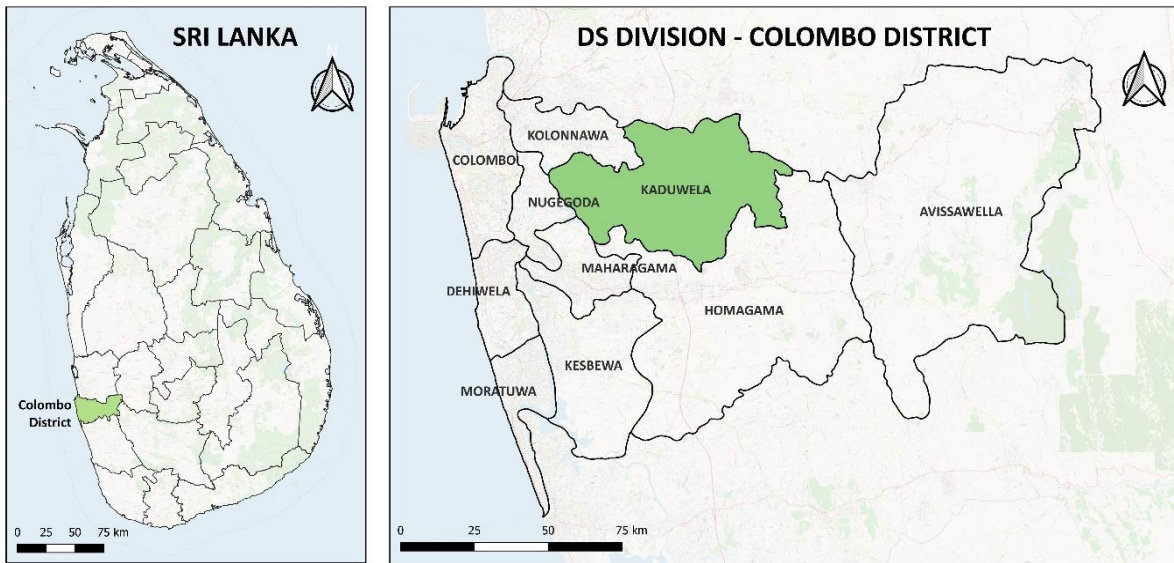 SRI LANKA
N
Colombo
District
0 25 50 75 km
DS DIVISION - COLOMBO DISTRICT
N
KOLONNAWA
COLOMBO
KADUWELA
NUGEGODA
AVISSAWELLA
MAHARAGAMA
DEHIWELA
HOMAGAMA
KESBEWA
MORATUWA
0 25 50 75 km